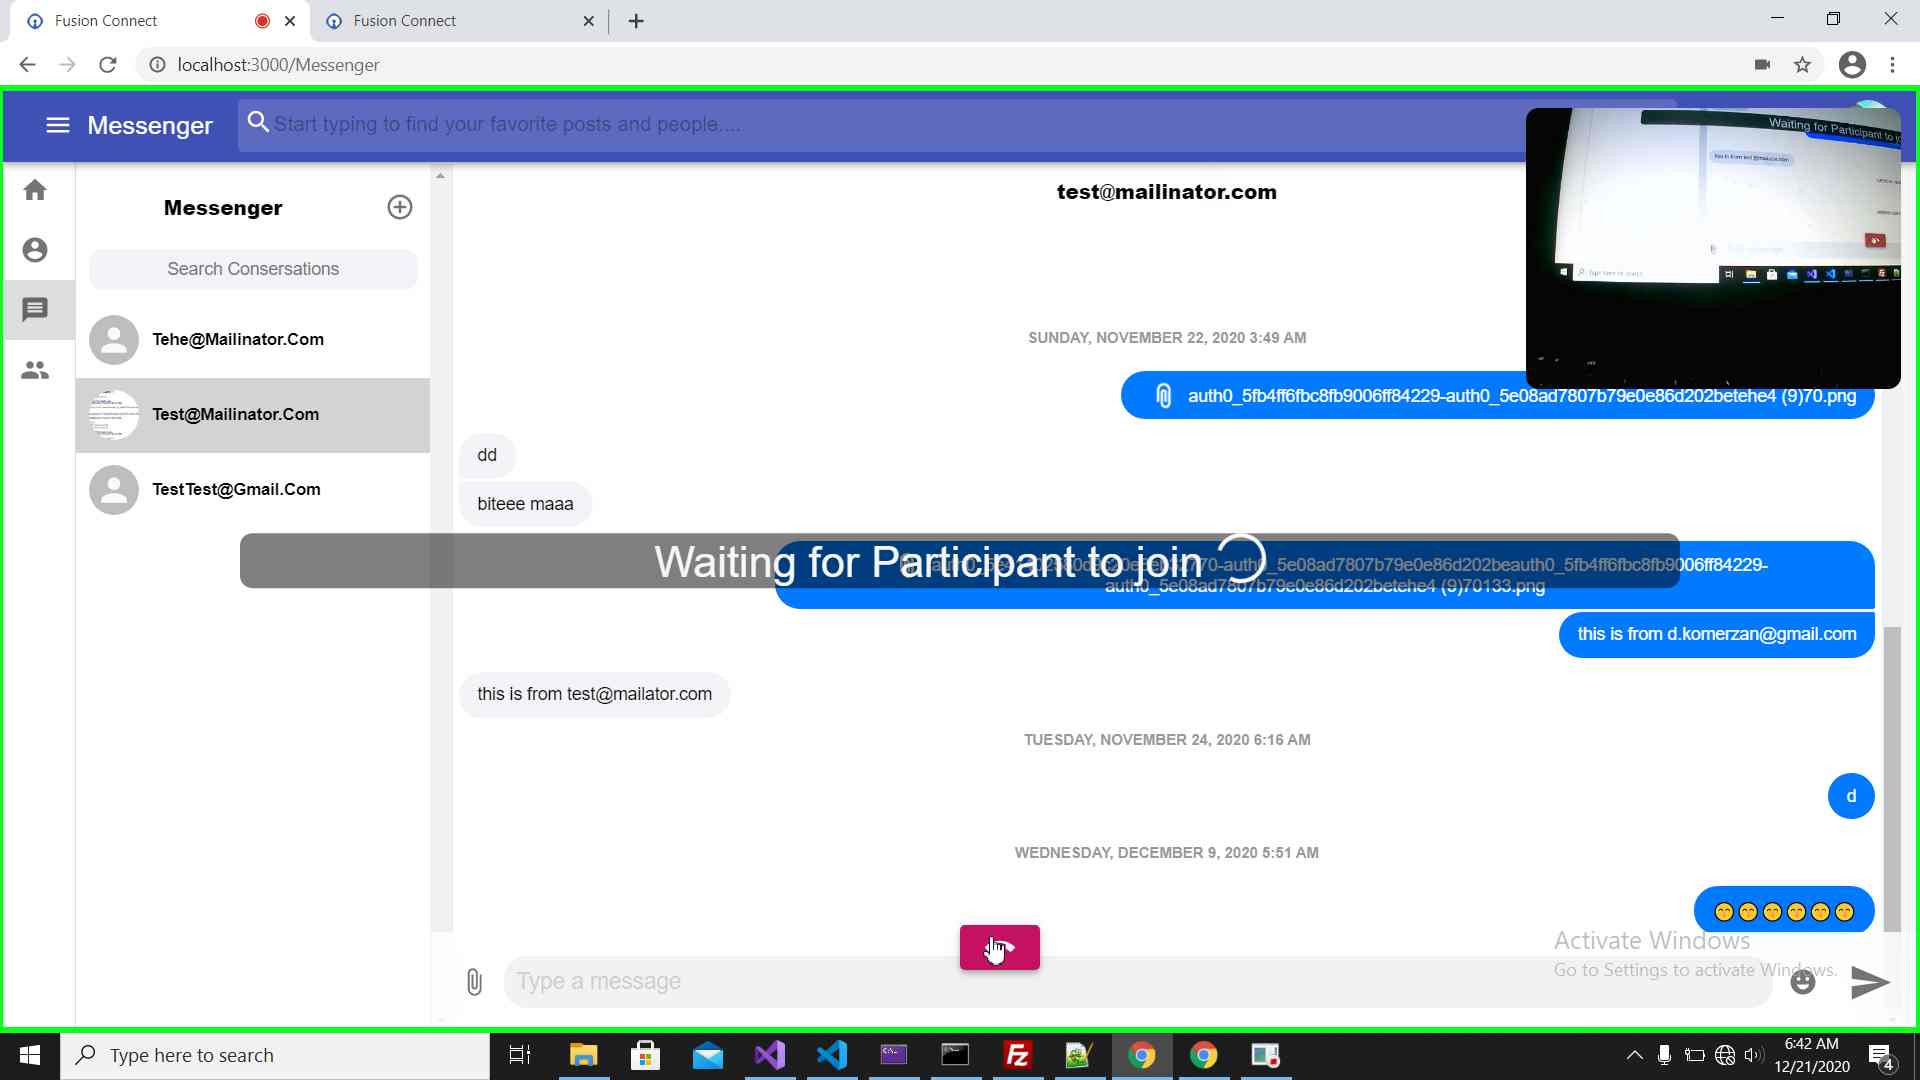 Fusion Connect
Fusion Connect
localhost:3000/Messenger
Messenger
Start typing to find your favorite posts and people....
Waiting for Participant to jo
Messenger
test@mailinator.com
Search Consersations
Tehe@Mailinator.Com
SUNDAY, NOVEMBER 22, 2020 3:49 AM
auth0_5fb4ff6fbc8fb9006ff84229-auth0_5e08ad7807b79e0e86d202betehe4 (9)70.png
Test@Mailinator.Com
dd
TestTest@Gmail.Com
biteee maaa
Waiting for Participant to join
auth0_5e08ad7807b79e0e86d202beauth0_5fb4ff6fbc8fb9006ff84229-
auth0_5e08ad7807b79e0e86d202betehe4 (9)70133.png
this is from d.komerzan@gmail.com
this is from test@mailator.com
TUESDAY, NOVEMBER 24, 2020 6:16 AM
d
WEDNESDAY, DECEMBER 9, 2020 5:51 AM
Activate Windows
Go to Settings to activate Windows.
Type a message
Type here to search
6:42 AM
12/21/2020
4